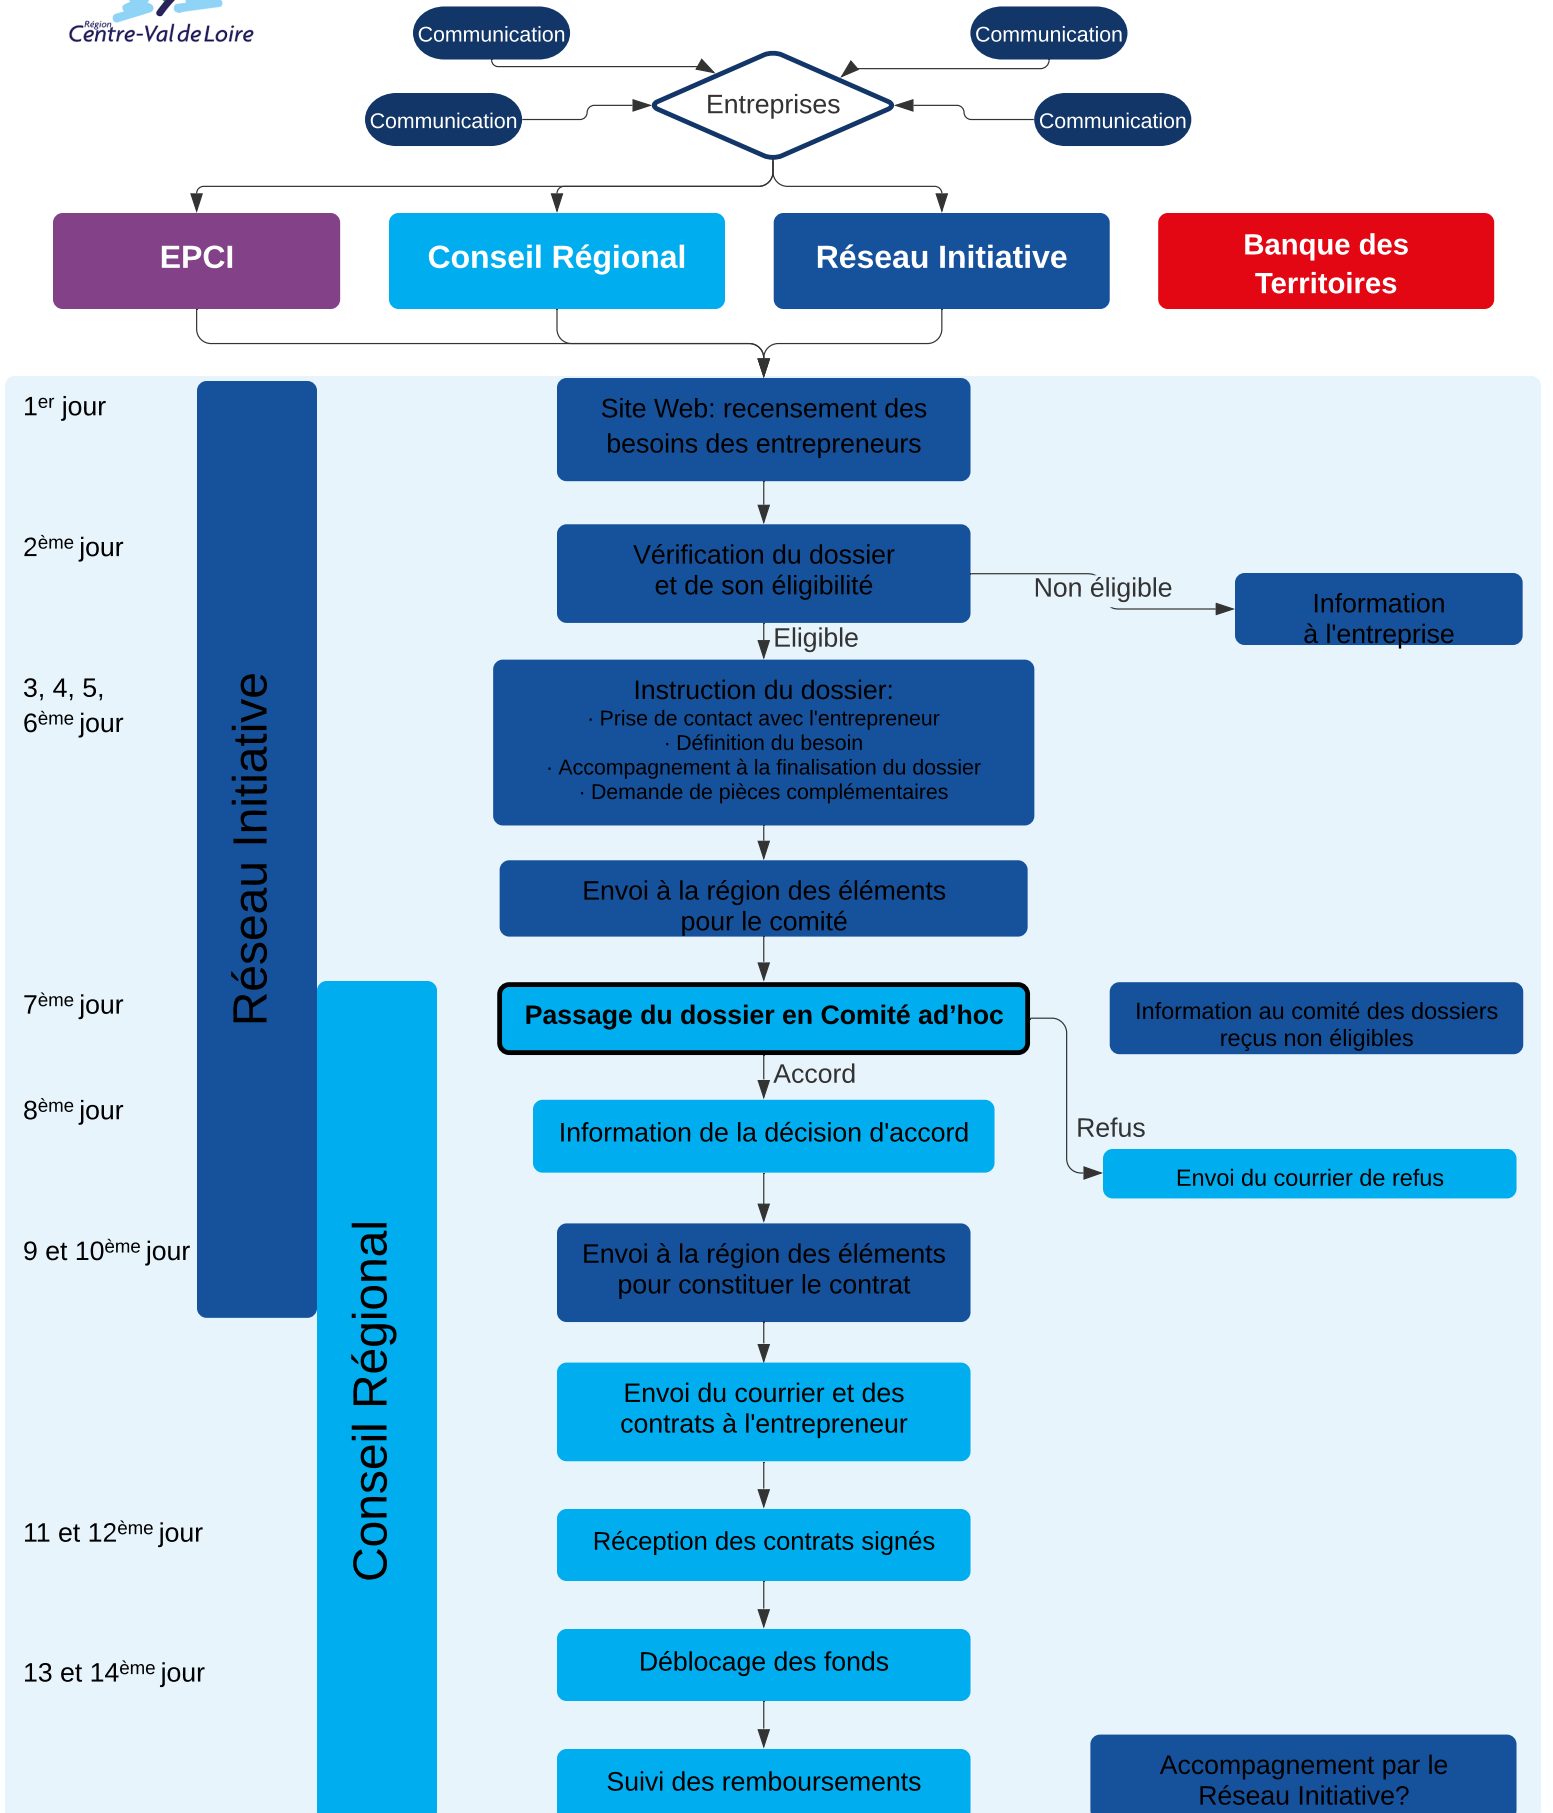 Région
Centre-Val de Loire
Communication
Communication
Entreprises
Communication
Communication
EPCI
Conseil Régional
Réseau Initiative
Banque des
Territoires
1er jour
Site Web: recensement des
besoins des entrepreneurs
2ème jour
Vérification du dossier
et de son éligibilité
Non éligible
Information
à l'entreprise
Eligible
3, 4, 5,
6ème jour
Instruction du dossier:
· Prise de contact avec l'entrepreneur
· Définition du besoin
· Accompagnement à la finalisation du dossier
· Demande de pièces complémentaires
Réseau Initiative
Envoi à la région des éléments
pour le comité
7ème jour
Passage du dossier en Comité ad’hoc
Information au comité des dossiers
reçus non éligibles
Accord
8ème jour
Information de la décision d'accord
Refus
Envoi du courrier de refus
9 et 10ème jour
Envoi à la région des éléments
pour constituer le contrat
Conseil Régional
Envoi du courrier et des
contrats à l'entrepreneur
11 et 12ème jour
Réception des contrats signés
13 et 14ème jour
Déblocage des fonds
Suivi des remboursements
Accompagnement par le
Réseau Initiative?